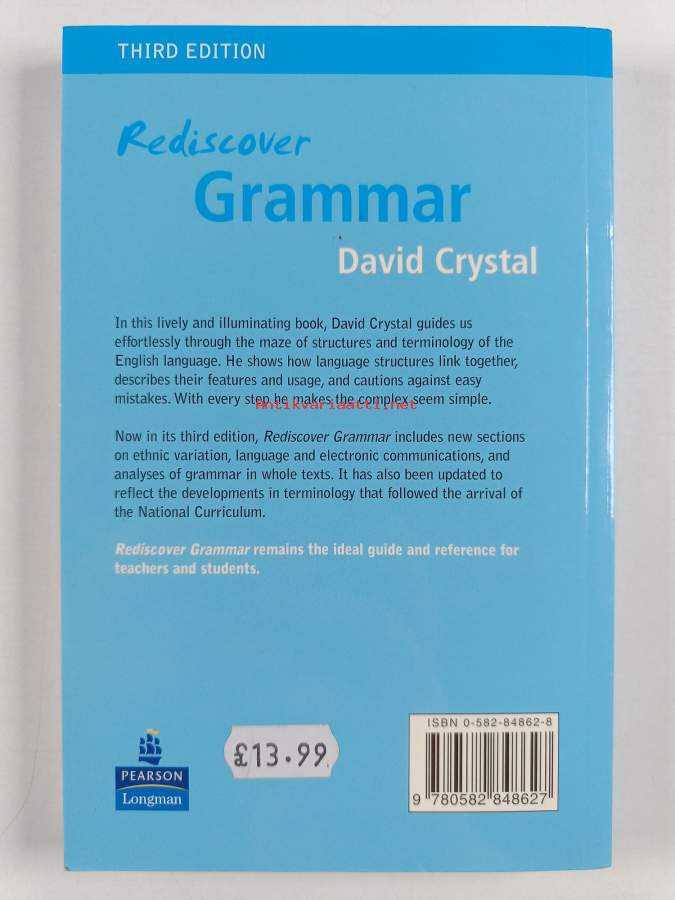 THIRD EDITION
Rediscover
Grammar
David Crystal
In this lively and illuminating book, David Crystal guides us
effortlessly through the maze of structures and terminology of the
English language. He shows how language structures link together,
describes their features and usage, and cautions against easy
mistakes. With every step he makes the complex seem simple.
Antikvariaatti.net
Now in its third edition, Rediscover Grammar includes new sections
on ethnic variation, language and electronic communications, and
analyses of grammar in whole texts. It has also been updated to
reflect the developments in terminology that followed the arrival of
the National Curriculum.
Rediscover Grammar remains the ideal guide and reference for
teachers and students.
PEARSON
Longman
£13.99
ISBN 0-582-84862-8
9 780582 848627